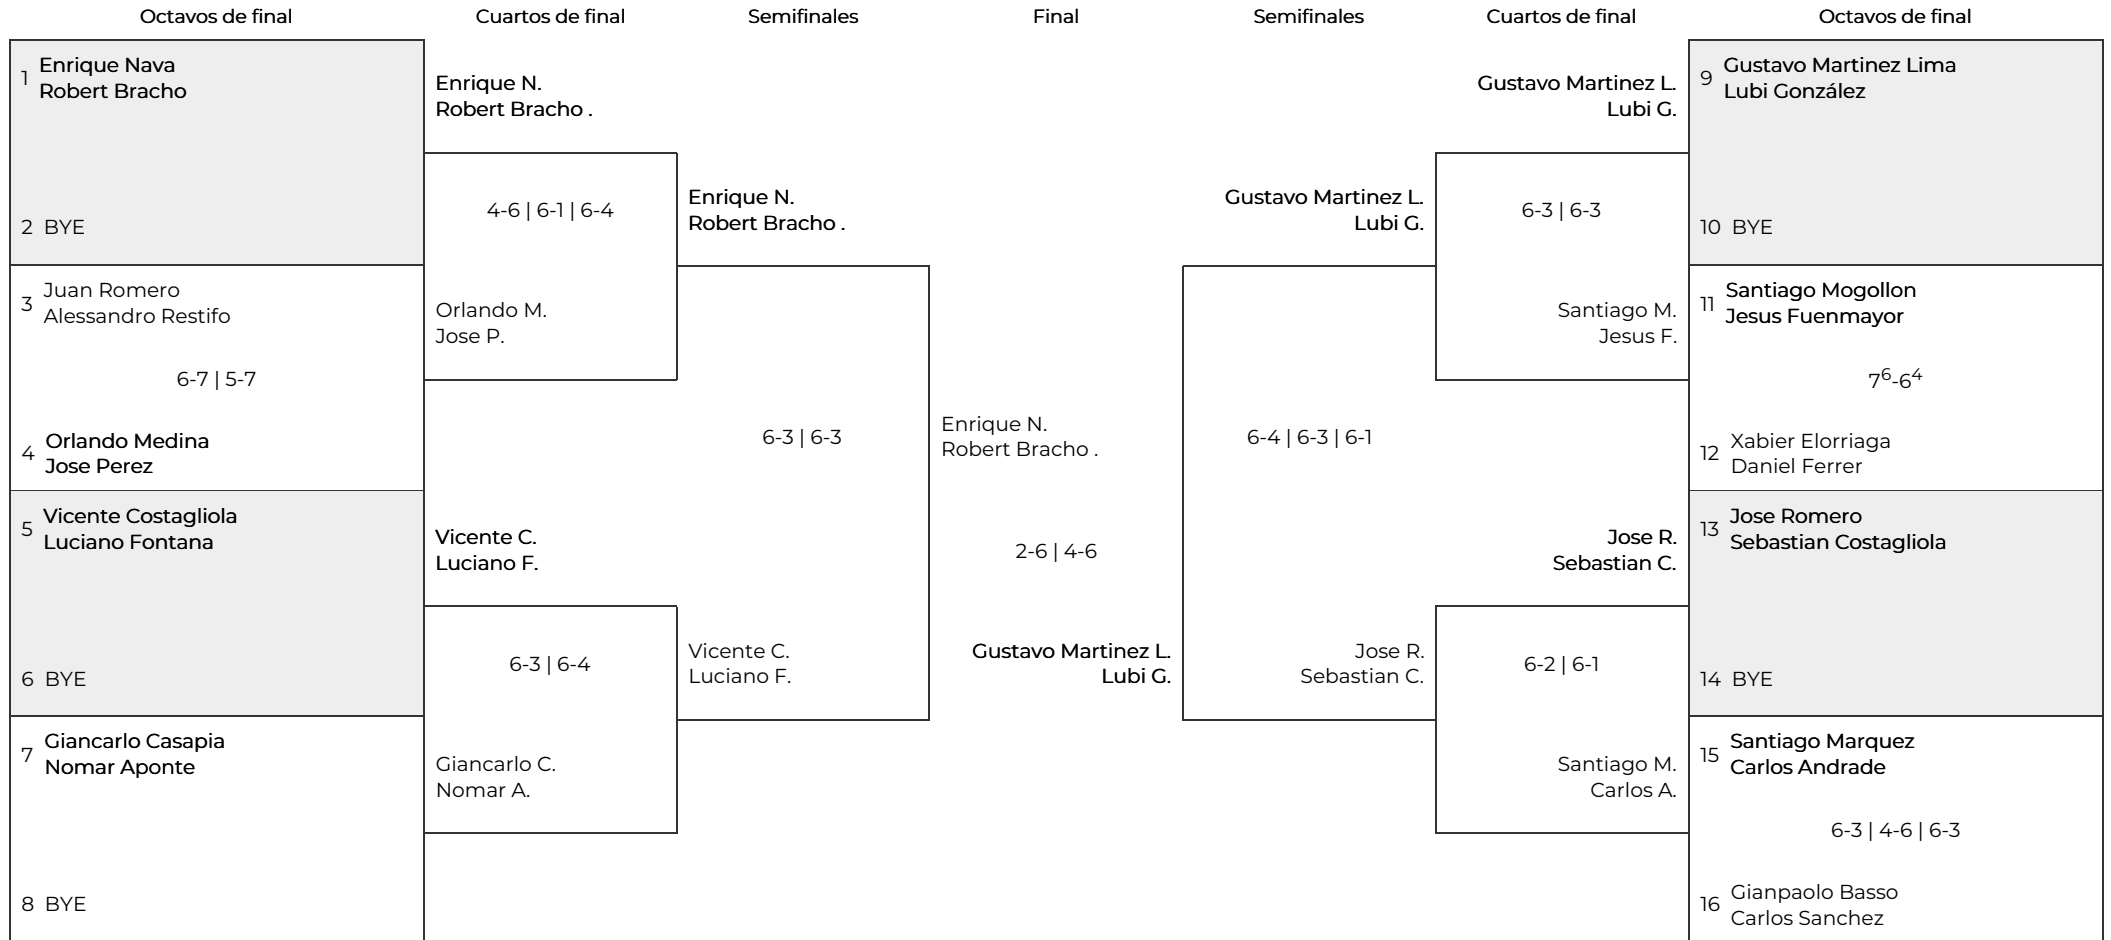 Octavos de final
Cuartos de final
Semifinales
Final
Semifinales
Cuartos de final
Octavos de final
1
Enrique Nava
Robert Bracho
2 BYE
3
Juan Romero
Alessandro Restifo
6-7 | 5-7
4
Orlando Medina
Jose Perez
5
Vicente Costagliola
Luciano Fontana
6 BYE
7
Giancarlo Casapia
Nomar Aponte
8 BYE
Enrique N.
Robert Bracho .
4-6 | 6-1 | 6-4
Orlando M.
Jose P.
Vicente C.
Luciano F.
6-3 | 6-4
Giancarlo C.
Nomar A.
Enrique N.
Robert Bracho .
6-3 | 6-3
Vicente C.
Luciano F.
Enrique N.
Robert Bracho .
2-6 | 4-6
Gustavo Martinez L.
Lubi G.
Gustavo Martinez L.
Lubi G.
6-4 | 6-3 | 6-1
Jose R.
Sebastian C.
Gustavo Martinez L.
Lubi G.
6-3 | 6-3
Santiago M.
Jesus F.
Jose R.
Sebastian C.
6-2 | 6-1
Santiago M.
Carlos A.
9
Gustavo Martinez Lima
Lubi González
10 BYE
11
Santiago Mogollon
Jesus Fuenmayor
7⁶-6⁴
12
Xabier Elorriaga
Daniel Ferrer
13
Jose Romero
Sebastian Costagliola
14 BYE
15
Santiago Marquez
Carlos Andrade
6-3 | 4-6 | 6-3
16
Gianpaolo Basso
Carlos Sanchez